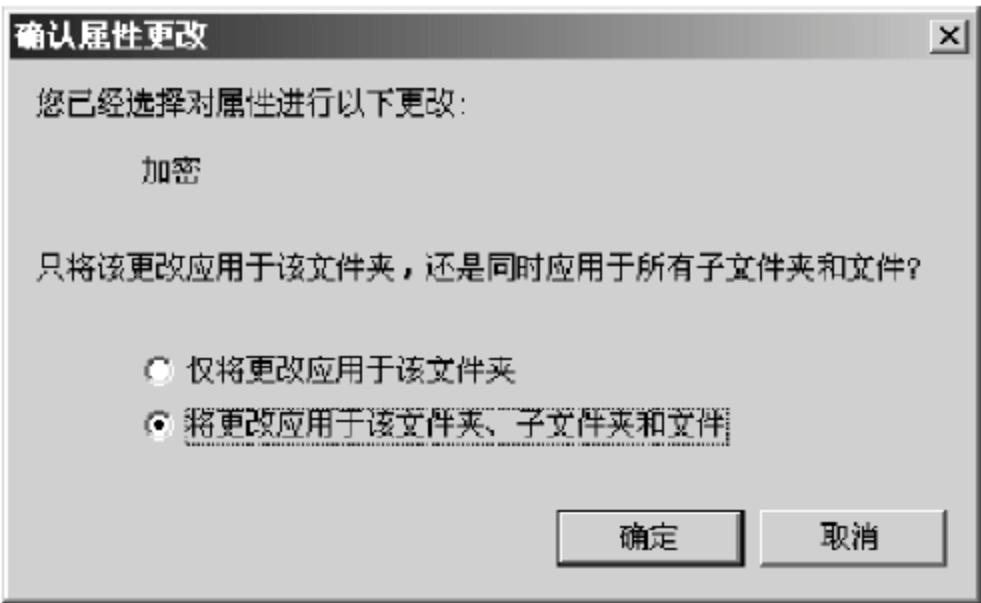 确认属性更改
您已经选择对属性进行以下更改:
加密
只将该更改应用于该文件夹,还是同时应用于所有子文件夹和文件?
仅将更改应用于该文件夹
将更改应用于该文件夹、子文件夹和文件
确定
取消